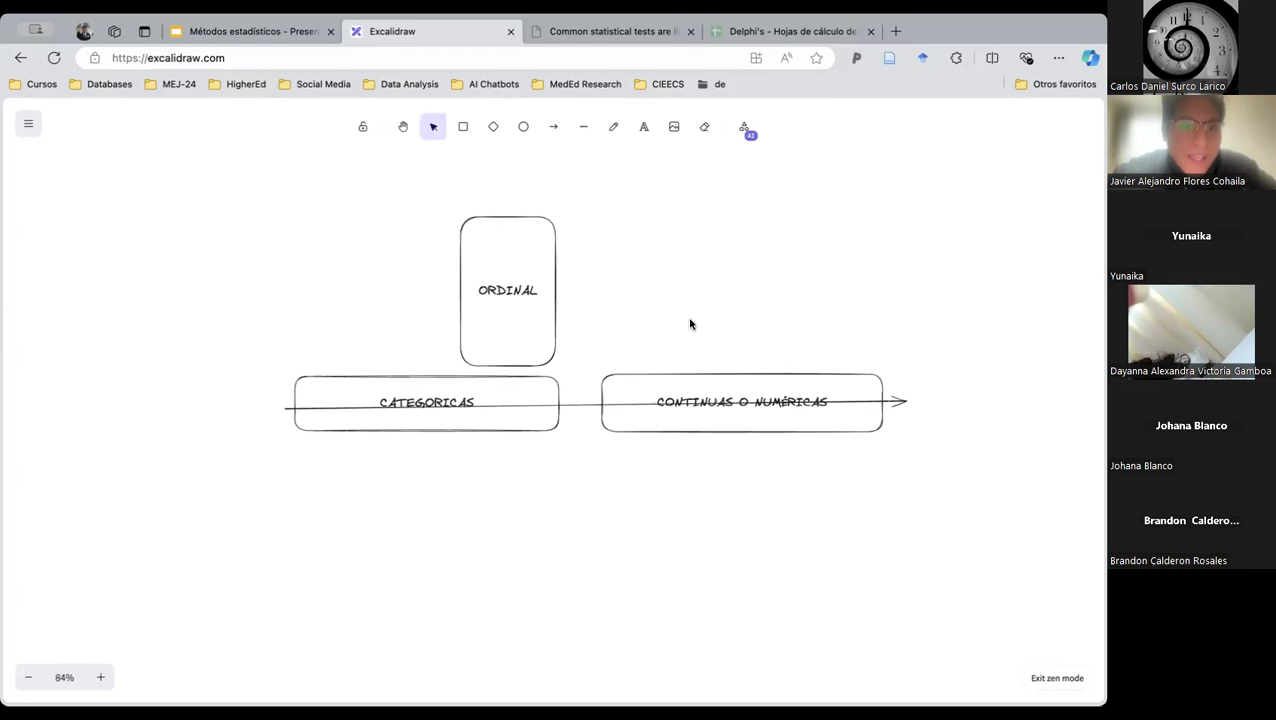 Métodos estadísticos - Presen
Excalidraw
Common statistical tests are li
Delphi's - Hojas de cálculo de
https://excalidraw.com
Cursos
Databases
MEJ-24
HigherEd
Social Media
Data Analysis
AI Chatbots
MedEd Research
CIEECS
de
Otros favoritos
AI
ORDINAL
CATEGORICAS
CONTINUAS O NUMÉRICAS
84%
Exit zen mode
Carlos Daniel Surco Larico
Javier Alejandro Flores Cohaila
Yunaika
Yunaika
Dayanna Alexandra Victoria Gamboa
Johana Blanco
Johana Blanco
Brandon Caldero...
Brandon Calderon Rosales